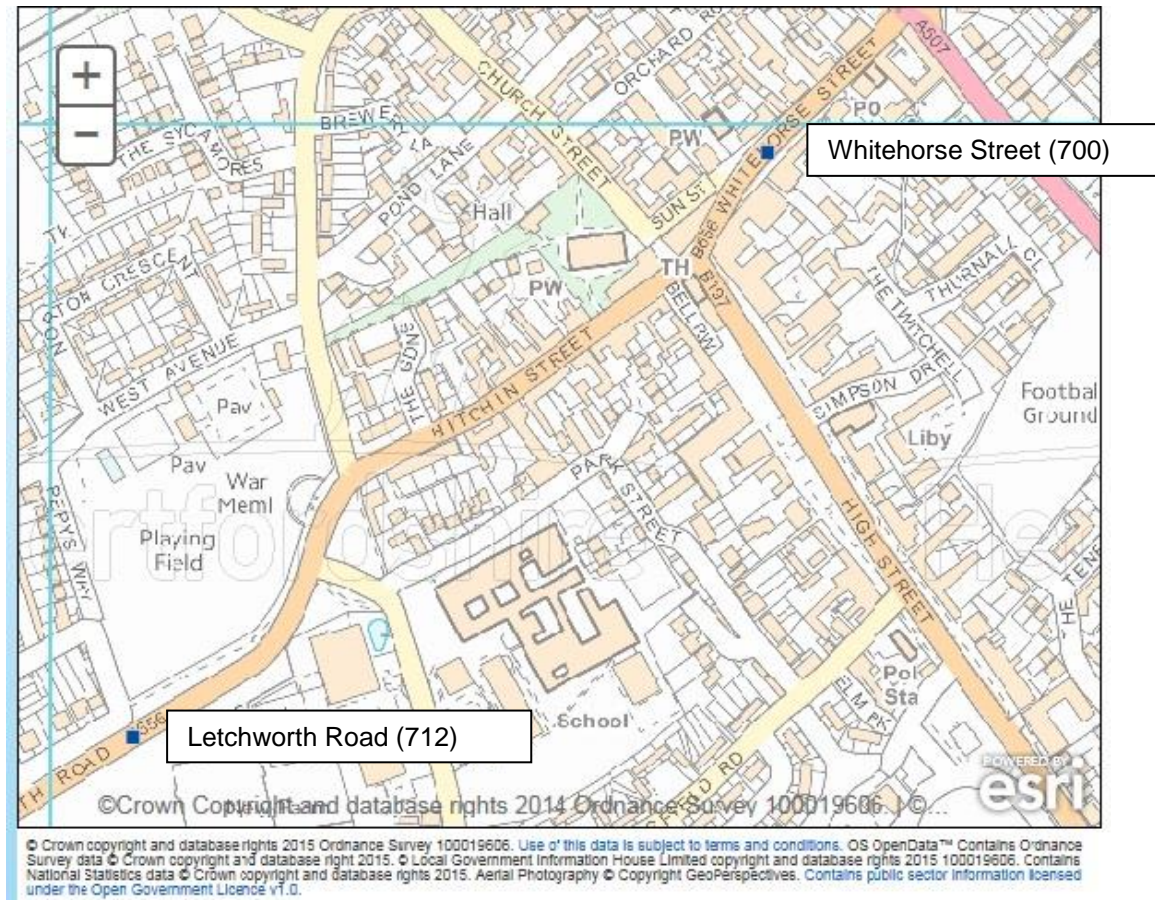 +
−
A507
CHURCH STREET
ORCHARD
BREWERY LA
THE SYCAMORES
POND LANE
Hall
PW
PO
B656 WHITEHORSE STREET
Whitehorse Street (700)
SUN ST
TH
B197
BELL RW
PW
THURNALL CL
THE TWITCHELL
SIMPSON DR
WEST AVENUE
THE GDNS
HITCHIN STREET
Pav
Footbal
Ground
Liby
Pav
War
Meml
PARK STREET
PEPYS WAY
Playing
Field
HIGH STREET
Pol
Sta
ELM PK
School
Letchworth Road (712)
TH ROAD
POWERED BY
esri
©Crown Copyright and database rights 2014 Ordnance Survey 100019606. | ©...
© Crown copyright and database rights 2015 Ordnance Survey 100019606. Use of this data is subject to terms and conditions. OS OpenData™ Contains Ordnance
Survey data © Crown copyright and database right 2015. © Local Government Information House Limited copyright and database rights 2015 100019606. Contains
National Statistics data © Crown copyright and database rights 2015. Aerial Photography © Copyright GeoPerspectives. Contains public sector information licensed
under the Open Government Licence v1.0.